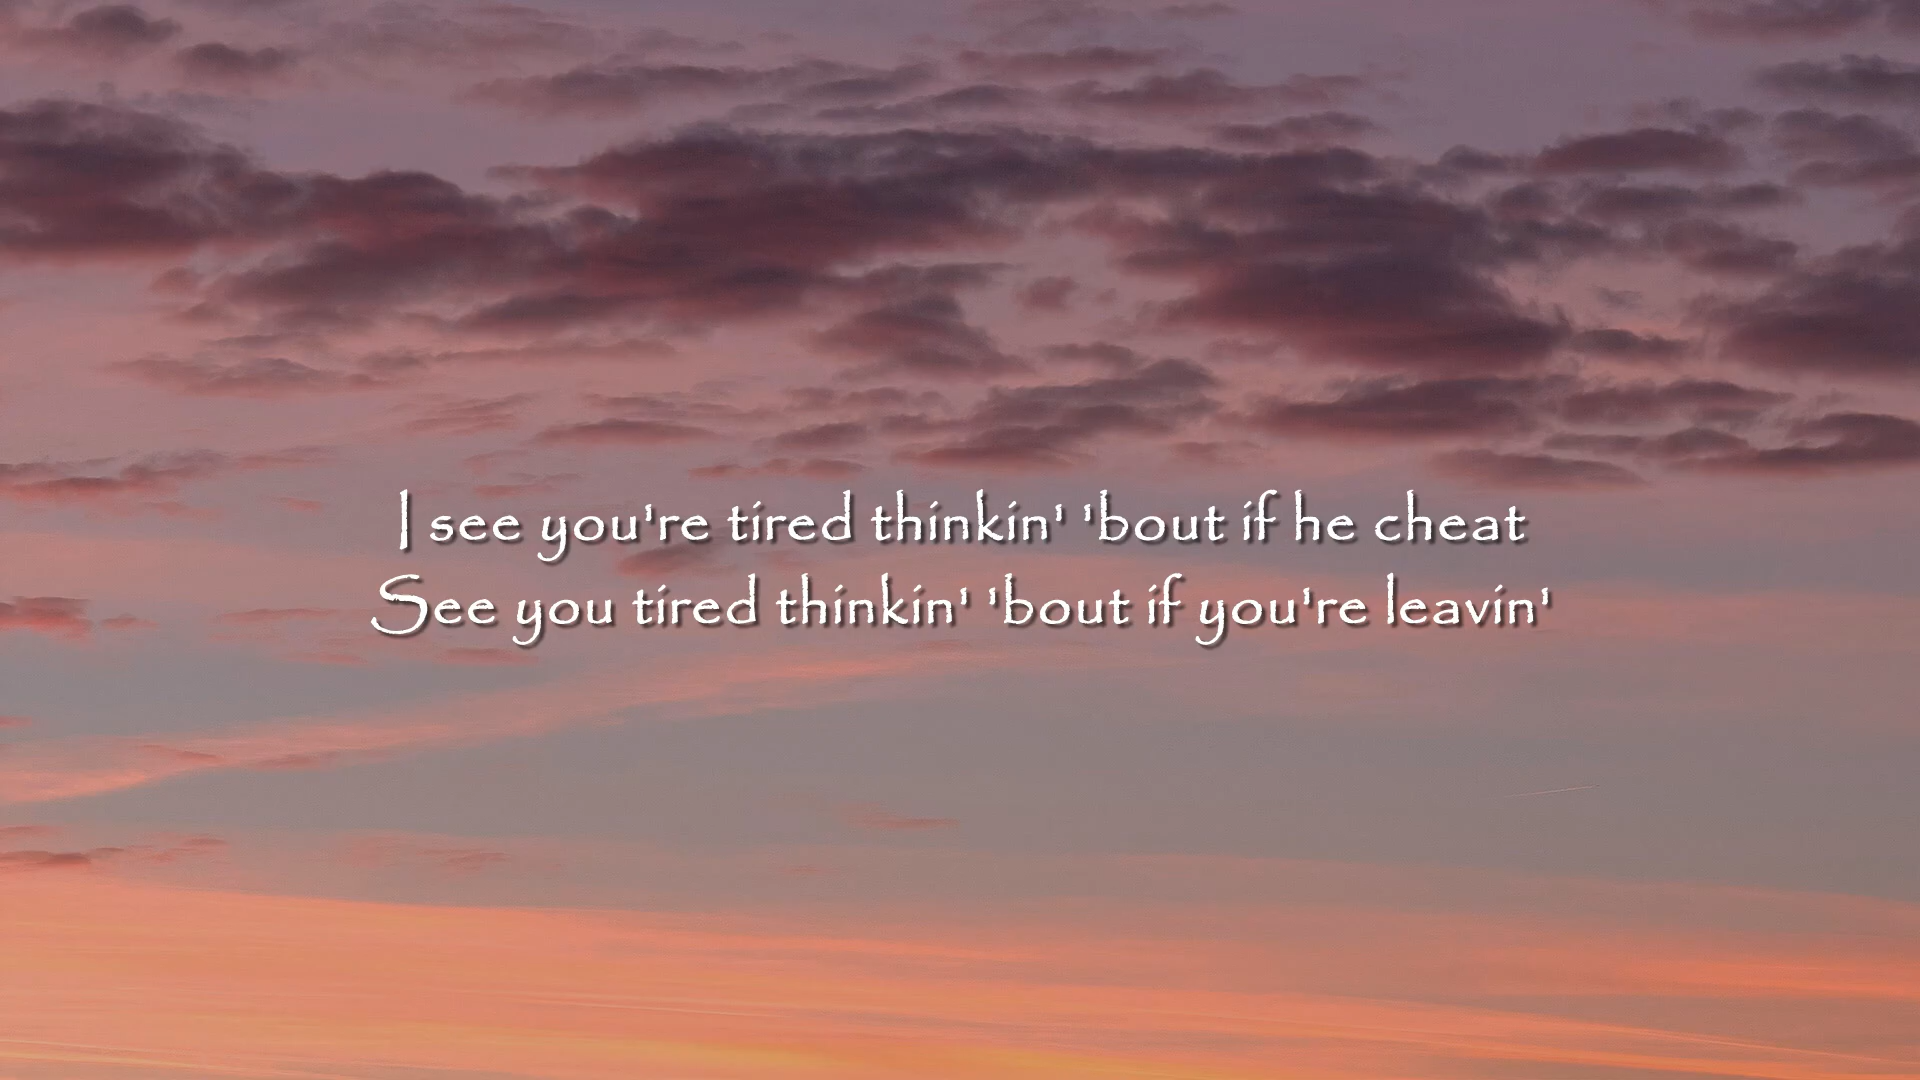 I see you're tired thinkin' 'bout if he cheat
See you tired thinkin' 'bout if you're leavin'